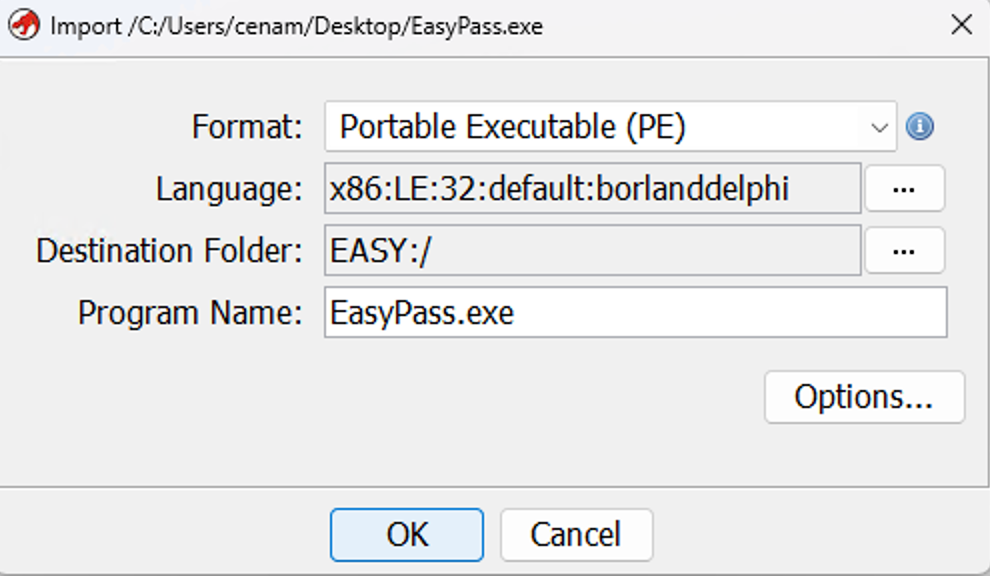 Import /C:/Users/cenam/Desktop/EasyPass.exe
Format: Portable Executable (PE)
Language: x86:LE:32:default:borlanddelphi ...
Destination Folder: EASY:/ ...
Program Name: EasyPass.exe
Options...
OK Cancel